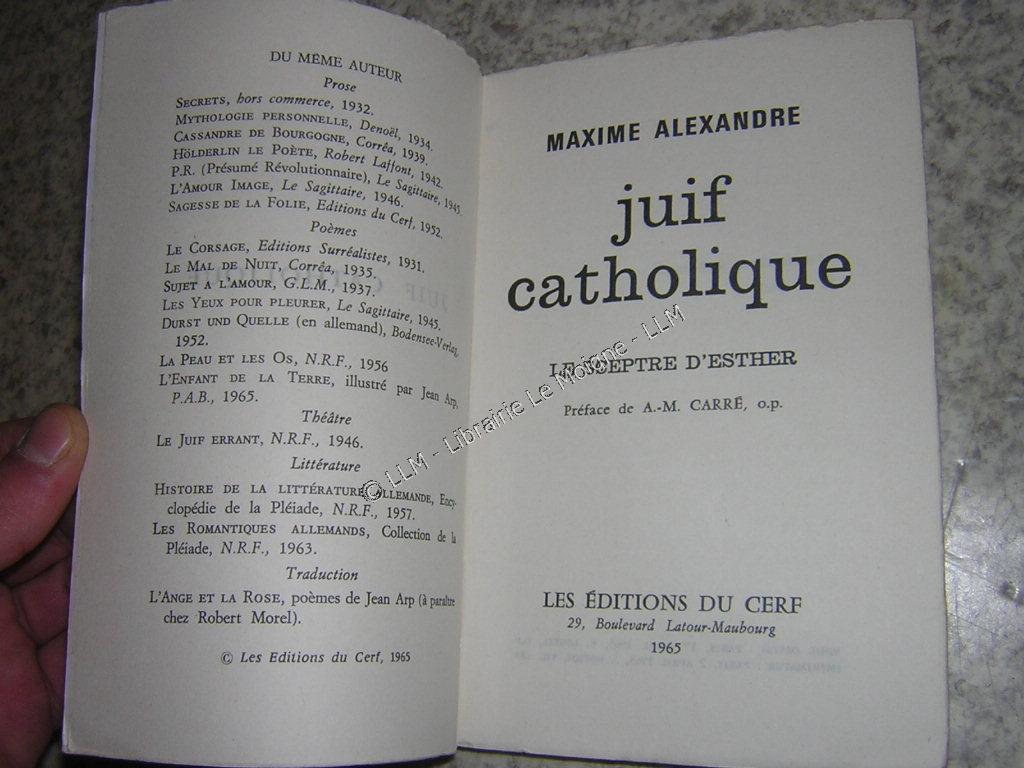 DU MÊME AUTEUR
Prose
SECRETS, hors commerce, 1932.
MYTHOLOGIE PERSONNELLE, Denoël, 1934.
CASSANDRE DE BOURGOGNE, Corrêa, 1939.
HÖLDERLIN LE POÈTE, Robert Laffont, 1942.
P.R. (Présumé Révolutionnaire), Le Sagittaire, 1945.
L'AMOUR IMAGE, Le Sagittaire, 1946.
SAGESSE DE LA FOLIE, Editions du Cerf, 1952.
Poèmes
LE CORSAGE, Editions Surréalistes, 1931.
LE MAL DE NUIT, Corrêa, 1935.
SUJET A L'AMOUR, G.L.M., 1937.
LES YEUX POUR PLEURER, Le Sagittaire, 1945.
DURST UND QUELLE (en allemand), Bodensee-Verlag,
1952.
LA PEAU ET LES OS, N.R.F., 1956
L'ENFANT DE LA TERRE, illustré par Jean Arp,
P.A.B., 1965.
Théâtre
LE JUIF ERRANT, N.R.F., 1946.
Littérature
HISTOIRE DE LA LITTÉRATURE ALLEMANDE, Ency-
clopédie de la Pléiade, N.R.F., 1957.
LES ROMANTIQUES ALLEMANDS, Collection de la
Pléiade, N.R.F., 1963.
Traduction
L'ANGE ET LA ROSE, poèmes de Jean Arp (à paraître
chez Robert Morel).
© Les Editions du Cerf, 1965
MAXIME ALEXANDRE
juif
catholique
LE SCEPTRE D'ESTHER
Préface de A.-M. CARRÉ, o.p.
LES ÉDITIONS DU CERF
29, Boulevard Latour-Maubourg
1965
© LLM - Librairie Le Moigne - LLM